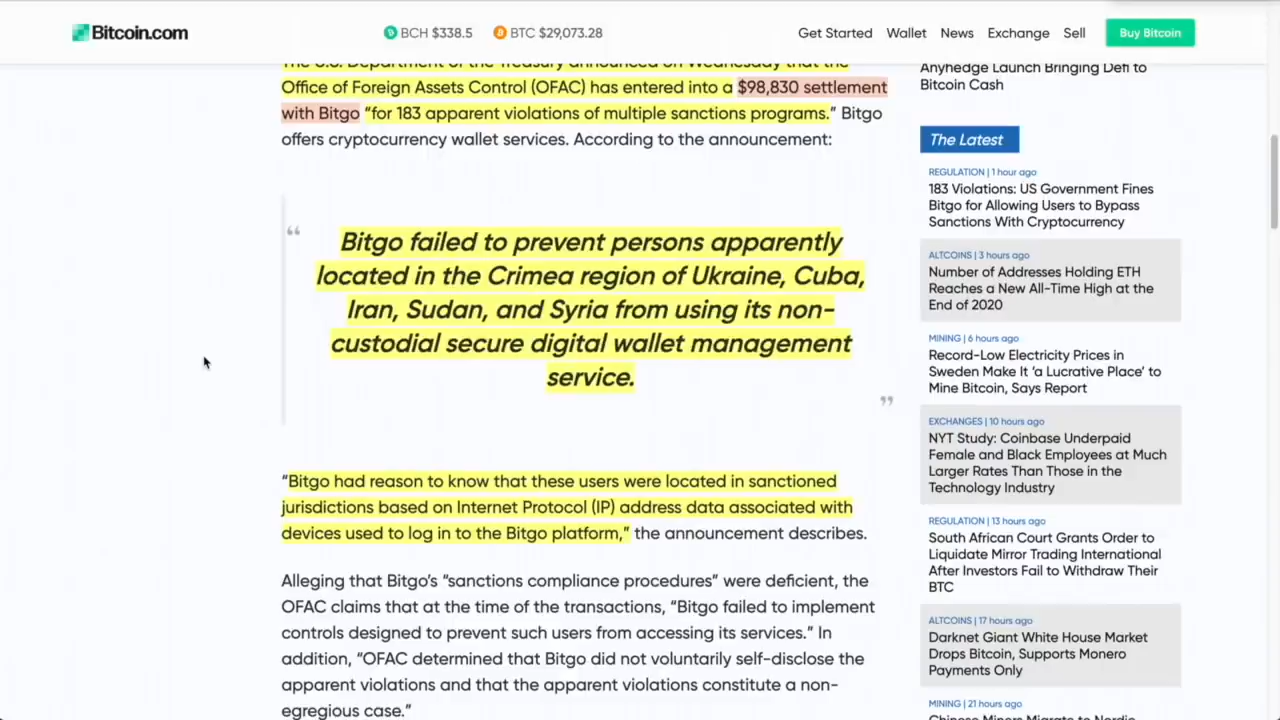 Bitcoin.com
BCH $338.5
BTC $29,073.28
Get Started
Wallet
News
Exchange
Sell
Buy Bitcoin
The U.S. Department of the Treasury announced on Wednesday that the
Office of Foreign Assets Control (OFAC) has entered into a $98,830 settlement
with Bitgo “for 183 apparent violations of multiple sanctions programs.” Bitgo
offers cryptocurrency wallet services. According to the announcement:
“
Bitgo failed to prevent persons apparently
located in the Crimea region of Ukraine, Cuba,
Iran, Sudan, and Syria from using its non-
custodial secure digital wallet management
service.
”
“Bitgo had reason to know that these users were located in sanctioned
jurisdictions based on Internet Protocol (IP) address data associated with
devices used to log in to the Bitgo platform,” the announcement describes.
Alleging that Bitgo’s “sanctions compliance procedures” were deficient, the
OFAC claims that at the time of the transactions, “Bitgo failed to implement
controls designed to prevent such users from accessing its services.” In
addition, “OFAC determined that Bitgo did not voluntarily self-disclose the
apparent violations and that the apparent violations constitute a non-
egregious case.”
Anyhedge Launch Bringing Defi to
Bitcoin Cash
The Latest
REGULATION | 1 hour ago
183 Violations: US Government Fines
Bitgo for Allowing Users to Bypass
Sanctions With Cryptocurrency
ALTCOINS | 3 hours ago
Number of Addresses Holding ETH
Reaches a New All-Time High at the
End of 2020
MINING | 6 hours ago
Record-Low Electricity Prices in
Sweden Make It ‘a Lucrative Place’ to
Mine Bitcoin, Says Report
EXCHANGES | 10 hours ago
NYT Study: Coinbase Underpaid
Female and Black Employees at Much
Larger Rates Than Those in the
Technology Industry
REGULATION | 13 hours ago
South African Court Grants Order to
Liquidate Mirror Trading International
After Investors Fail to Withdraw Their
BTC
ALTCOINS | 17 hours ago
Darknet Giant White House Market
Drops Bitcoin, Supports Monero
Payments Only
MINING | 21 hours ago
Chinese Miners Migrate to Nordic